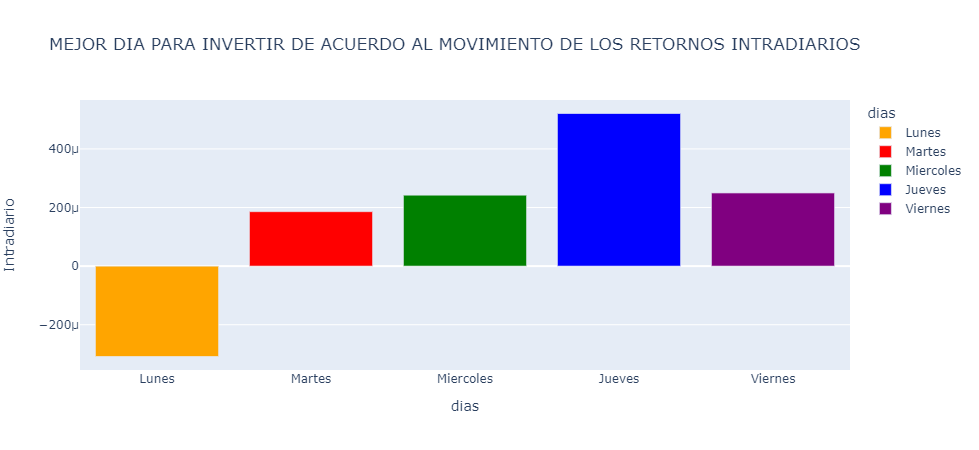 MEJOR DIA PARA INVERTIR DE ACUERDO AL MOVIMIENTO DE LOS RETORNOS INTRADIARIOS
dias
Lunes
Martes
Miercoles
Jueves
Viernes
Intradiario
400μ
200μ
0
−200μ
Lunes
Martes
Miercoles
Jueves
Viernes
dias